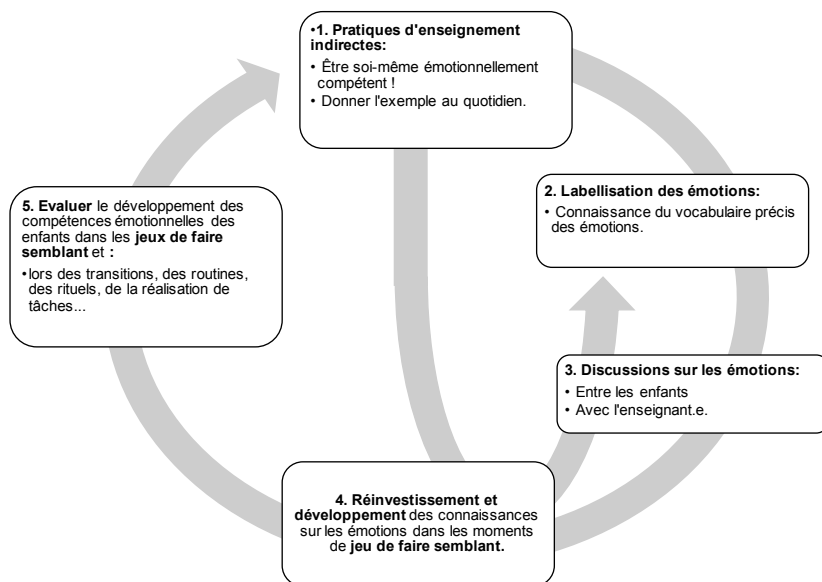 •1. Pratiques d'enseignement
indirectes:
• Être soi-même émotionnellement
compétent !
• Donner l'exemple au quotidien.
2. Labellisation des émotions:
• Connaissance du vocabulaire précis
des émotions.
3. Discussions sur les émotions:
• Entre les enfants
• Avec l'enseignant.e.
4. Réinvestissement et
développement des connaissances
sur les émotions dans les moments
de jeu de faire semblant.
5. Evaluer le développement des
compétences émotionnelles des
enfants dans les jeux de faire
semblant et :
•lors des transitions, des routines,
des rituels, de la réalisation de
tâches...